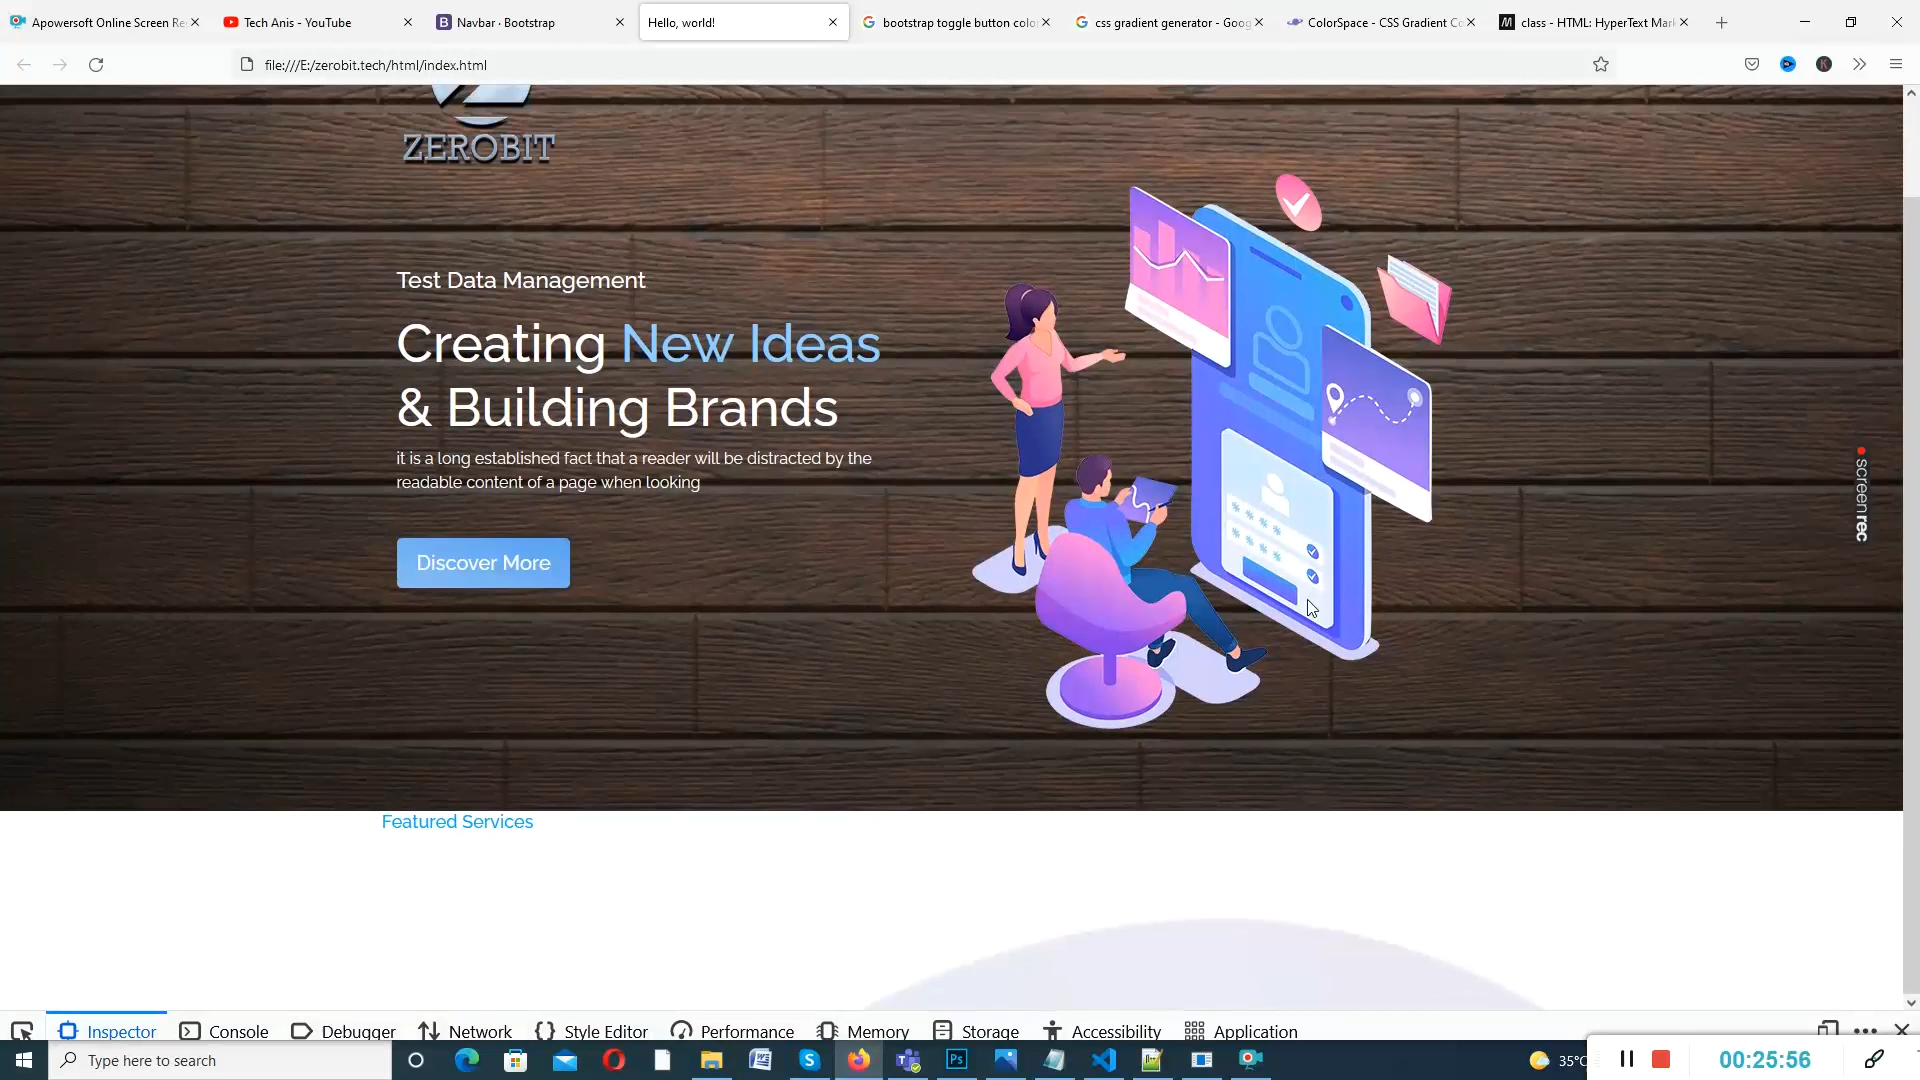 Apowersoft Online Screen Re
Tech Anis - YouTube
Navbar · Bootstrap
Hello, world!
bootstrap toggle button color
css gradient generator - Goog
ColorSpace - CSS Gradient Co
class - HTML: HyperText Mark
file:///E:/zerobit.tech/html/index.html
ZEROBIT
Test Data Management
Creating New Ideas
& Building Brands
it is a long established fact that a reader will be distracted by the
readable content of a page when looking
Discover More
screenrec
Featured Services
Inspector
Console
Debugger
Network
Style Editor
Performance
Memory
Storage
Accessibility
Application
Type here to search
35°C
00:25:56